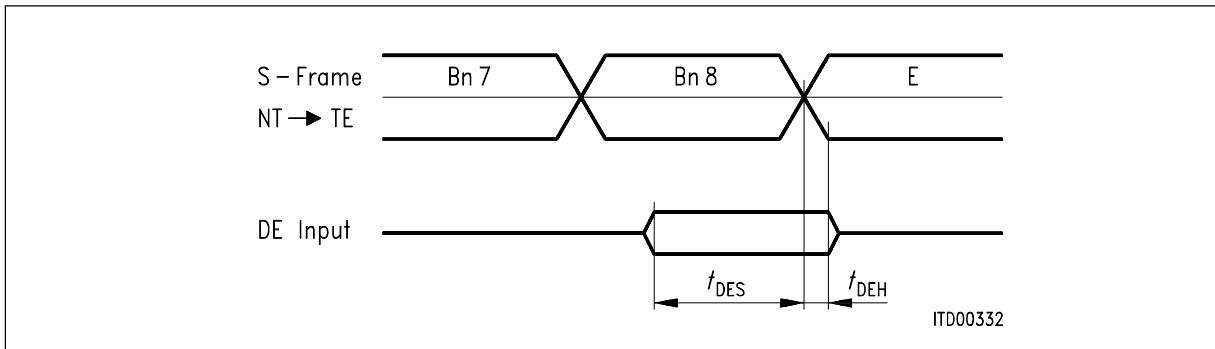 S – Frame
Bn 7
Bn 8
E
NT → TE
DE Input
tDES
tDEH
ITD00332